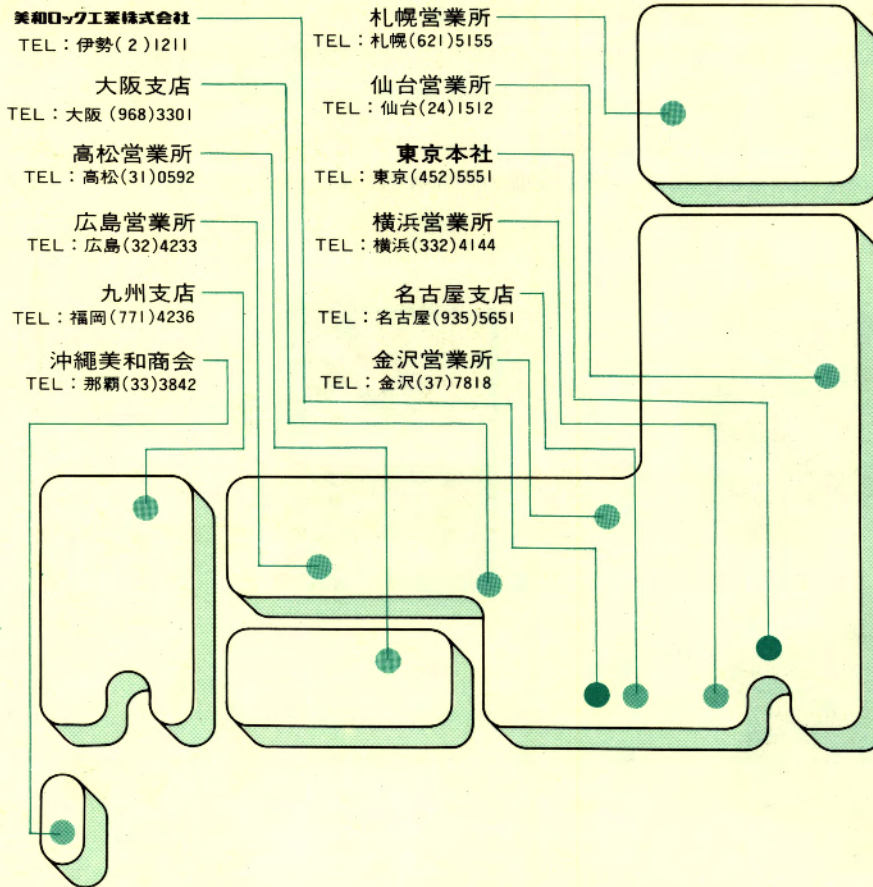 美和ロック工業株式会社
TEL：伊勢(2)1211
大阪支店
TEL：大阪(968)3301
高松営業所
TEL：高松(31)0592
広島営業所
TEL：広島(32)4233
九州支店
TEL：福岡(771)4236
沖縄美和商会
TEL：那覇(33)3842
札幌営業所
TEL：札幌(621)5155
仙台営業所
TEL：仙台(24)1512
東京本社
TEL：東京(452)5551
横浜営業所
TEL：横浜(332)4144
名古屋支店
TEL：名古屋(935)5651
金沢営業所
TEL：金沢(37)7818